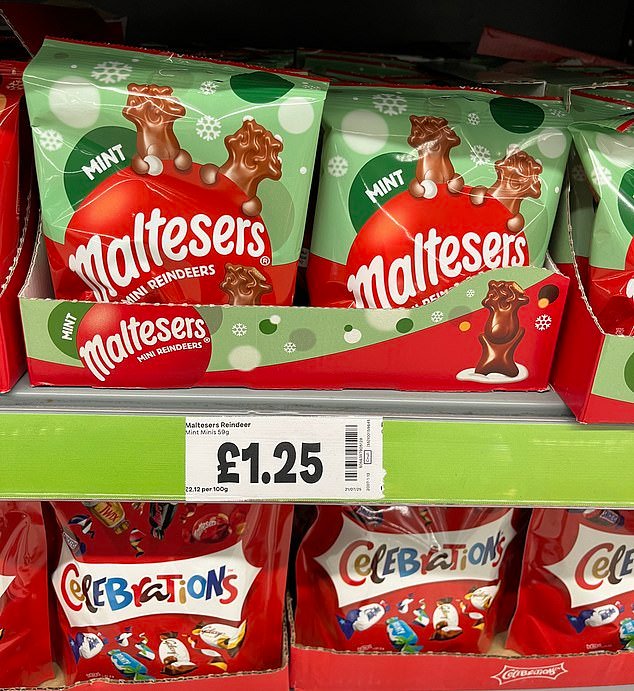 MINT
Maltesers®
MINI REINDEERS
MINT
Maltesers
MINT
Maltesers®
MINI REINDEERS
Maltesers Reindeer
Mint Minis 59g
£1.25
£2.12 per 100g
CELEBRATIONS
CELEBRATIONS
CELEBRATIONS